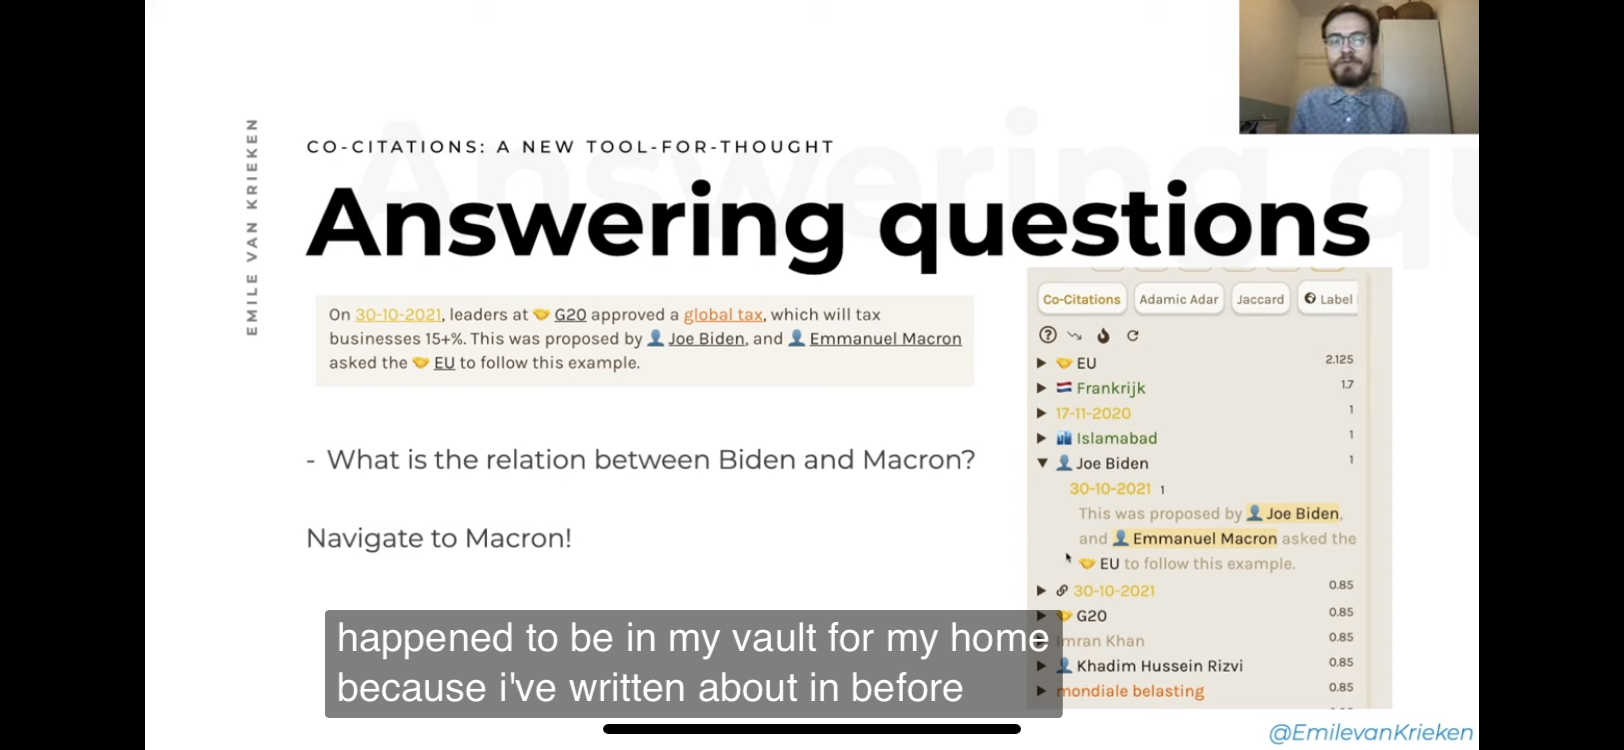 EMILE VAN KRIEKEN
CO-CITATIONS: A NEW TOOL-FOR-THOUGHT
Answering questions
On 30-10-2021, leaders at 🤝 G20 approved a global tax, which will tax
businesses 15+%. This was proposed by 👤 Joe Biden, and 👤 Emmanuel Macron
asked the 🤝 EU to follow this example.
- What is the relation between Biden and Macron?
Navigate to Macron!
Co-Citations Adamic Adar Jaccard Label
EU 2.125
Frankrijk 1.7
17-11-2020 1
Islamabad 1
Joe Biden 1
30-10-2021 1
This was proposed by 👤 Joe Biden,
and 👤 Emmanuel Macron asked the
🤝 EU to follow this example.
30-10-2021 0.85
G20 0.85
Imran Khan 0.85
Khadim Hussein Rizvi 0.85
mondiale belasting 0.85
happened to be in my vault for my home
because i've written about in before
@EmilevanKrieken